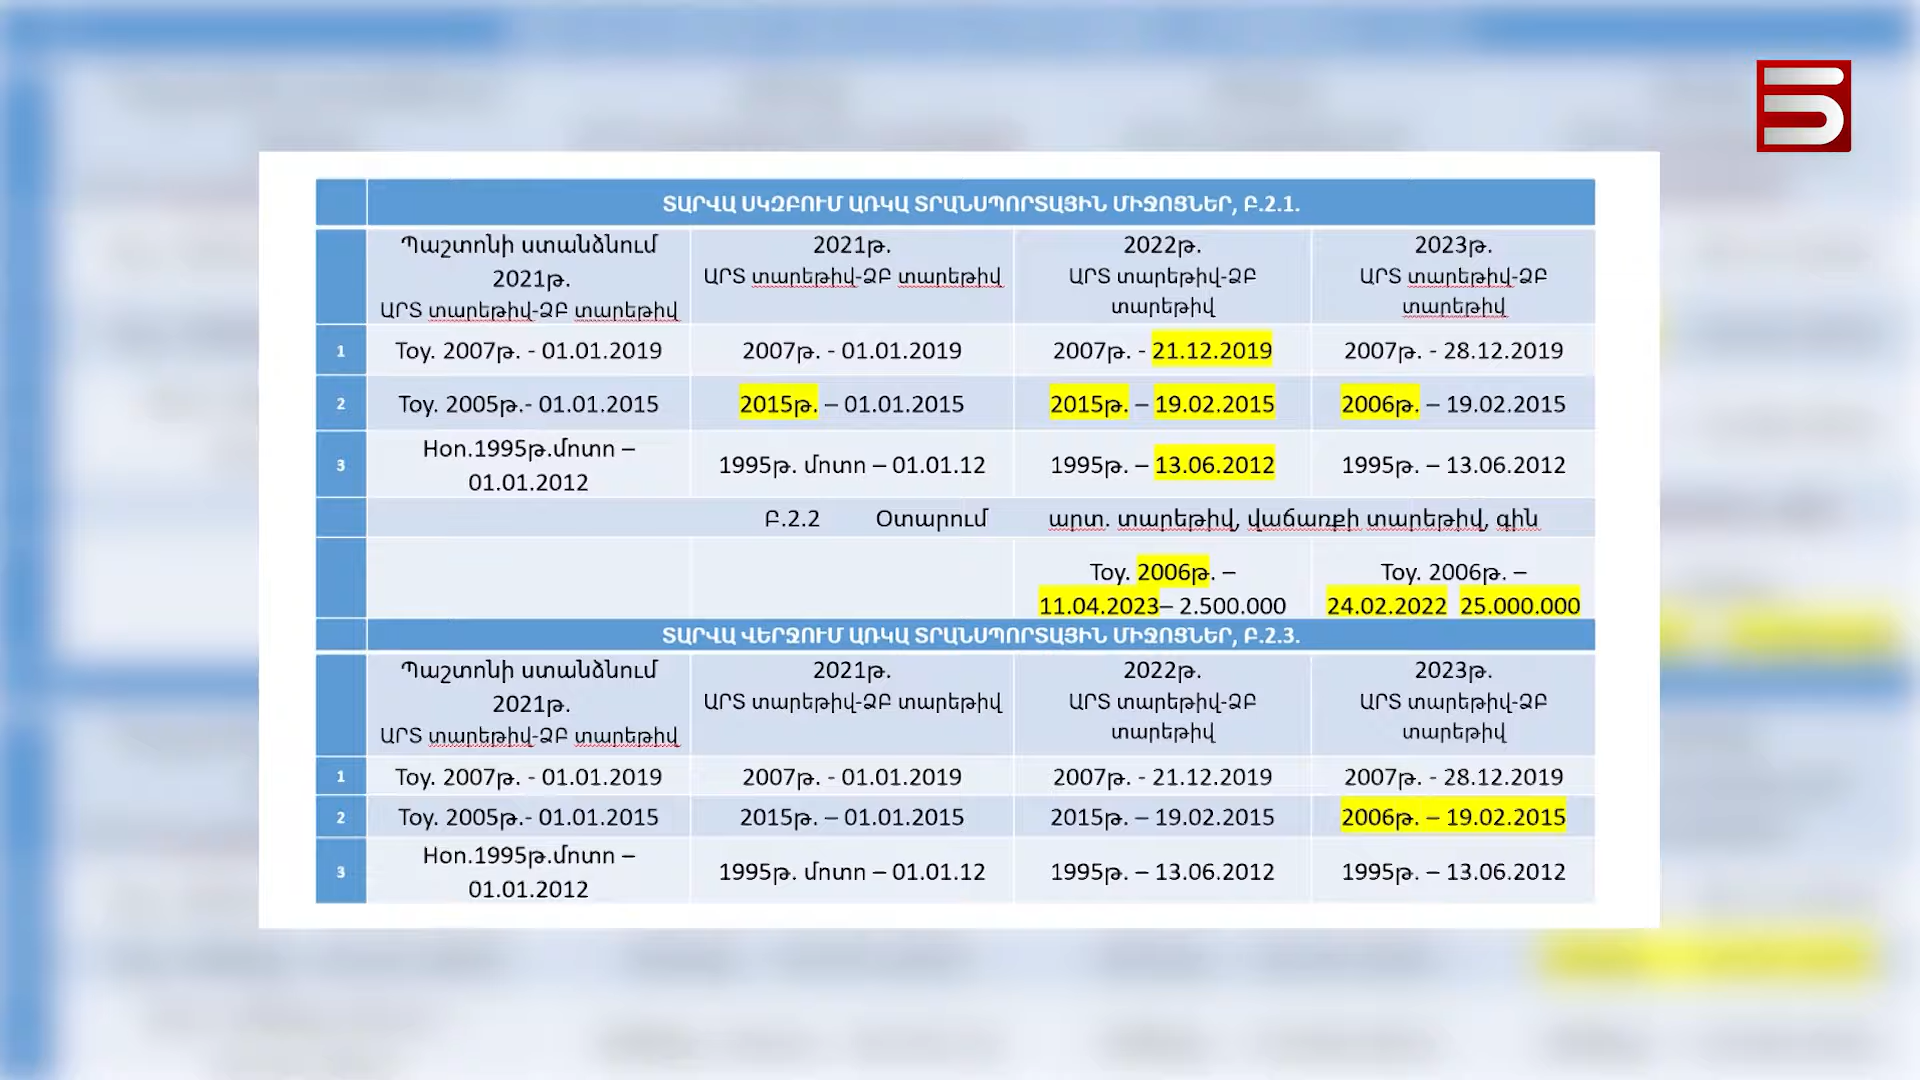 ՏԱՐՎԱ ՍԿԶԲՈՒՄ ԱՌԿԱ ՏՐԱՆՍՊՈՐՏԱՅԻՆ ՄԻՋՈՑՆԵՐ, Բ.2.1.
Պաշտոնի ստանձնում 2021թ. ԱՐՏ տարեթիվ-ՁԲ տարեթիվ
2021թ. ԱՐՏ տարեթիվ-ՁԲ տարեթիվ
2022թ. ԱՐՏ տարեթիվ-ՁԲ տարեթիվ
2023թ. ԱՐՏ տարեթիվ-ՁԲ տարեթիվ
1 Toy. 2007թ. - 01.01.2019 2007թ. - 01.01.2019 2007թ. - 21.12.2019 2007թ. - 28.12.2019
2 Toy. 2005թ.- 01.01.2015 2015թ. – 01.01.2015 2015թ. – 19.02.2015 2006թ. – 19.02.2015
3 Hon.1995թ.մոտո – 01.01.2012 1995թ. մոտո – 01.01.12 1995թ. – 13.06.2012 1995թ. – 13.06.2012
Բ.2.2 Օտարում արտ. տարեթիվ, վաճառքի տարեթիվ, գին
Toy. 2006թ. – 11.04.2023– 2.500.000
Toy. 2006թ. – 24.02.2022 25.000.000
ՏԱՐՎԱ ՎԵՐՋՈՒՄ ԱՌԿԱ ՏՐԱՆՍՊՈՐՏԱՅԻՆ ՄԻՋՈՑՆԵՐ, Բ.2.3.
Պաշտոնի ստանձնում 2021թ. ԱՐՏ տարեթիվ-ՁԲ տարեթիվ
2021թ. ԱՐՏ տարեթիվ-ՁԲ տարեթիվ
2022թ. ԱՐՏ տարեթիվ-ՁԲ տարեթիվ
2023թ. ԱՐՏ տարեթիվ-ՁԲ տարեթիվ
1 Toy. 2007թ. - 01.01.2019 2007թ. - 01.01.2019 2007թ. - 21.12.2019 2007թ. - 28.12.2019
2 Toy. 2005թ.- 01.01.2015 2015թ. – 01.01.2015 2015թ. – 19.02.2015 2006թ. – 19.02.2015
3 Hon.1995թ.մոտո – 01.01.2012 1995թ. մոտո – 01.01.12 1995թ. – 13.06.2012 1995թ. – 13.06.2012